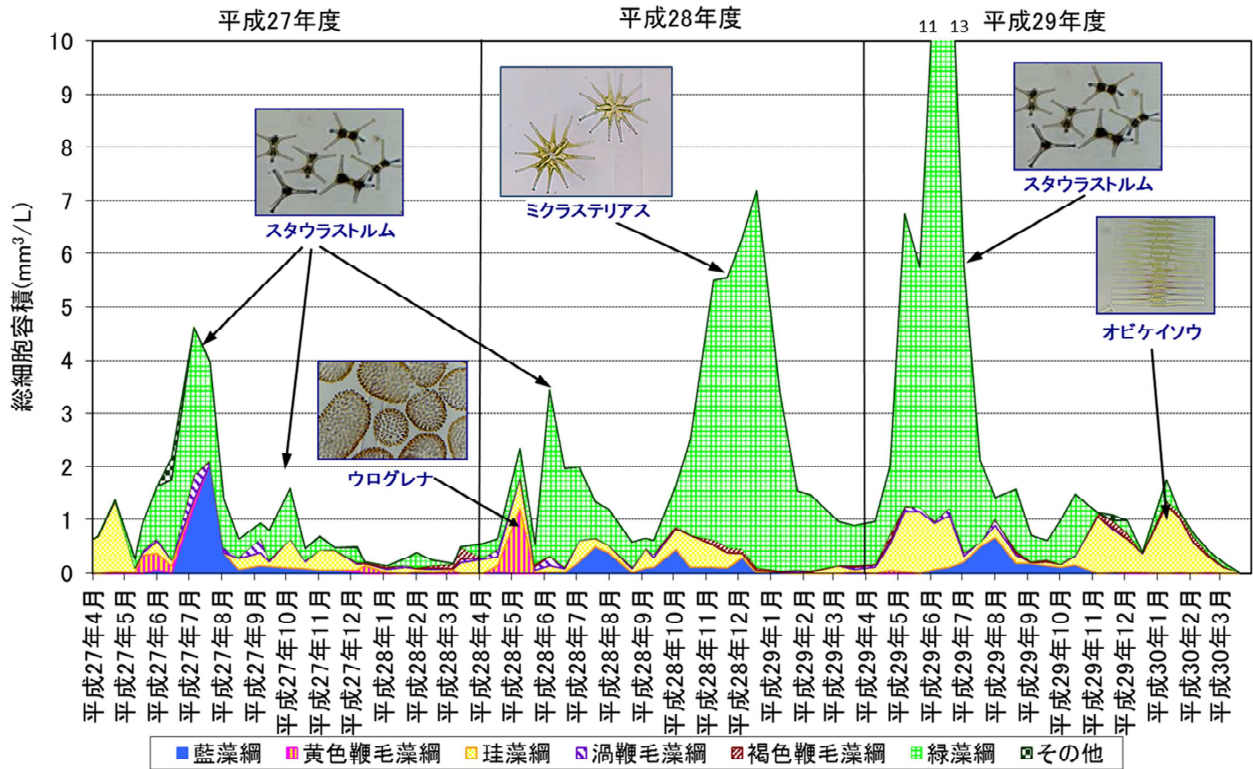 平成27年度
平成28年度
平成29年度
11 13
総細胞容積(mm³/L)
10
9
8
7
6
5
4
3
2
1
0
スタウラストルム
ミクラステリアス
スタウラストルム
オビケイソウ
ウログレナ
平成27年4月
平成27年5月
平成27年6月
平成27年7月
平成27年8月
平成27年9月
平成27年10月
平成27年11月
平成27年12月
平成28年1月
平成28年2月
平成28年3月
平成28年4月
平成28年5月
平成28年6月
平成28年7月
平成28年8月
平成28年9月
平成28年10月
平成28年11月
平成28年12月
平成29年1月
平成29年2月
平成29年3月
平成29年4月
平成29年5月
平成29年6月
平成29年7月
平成29年8月
平成29年9月
平成29年10月
平成29年11月
平成29年12月
平成30年1月
平成30年2月
平成30年3月
藍藻綱 黄色鞭毛藻綱 珪藻綱 渦鞭毛藻綱 褐色鞭毛藻綱 緑藻綱 その他